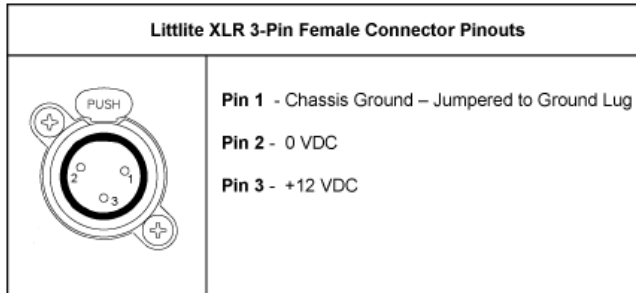 Littlite XLR 3-Pin Female Connector Pinouts
PUSH
2
1
3
Pin 1 - Chassis Ground – Jumpered to Ground Lug
Pin 2 - 0 VDC
Pin 3 - +12 VDC